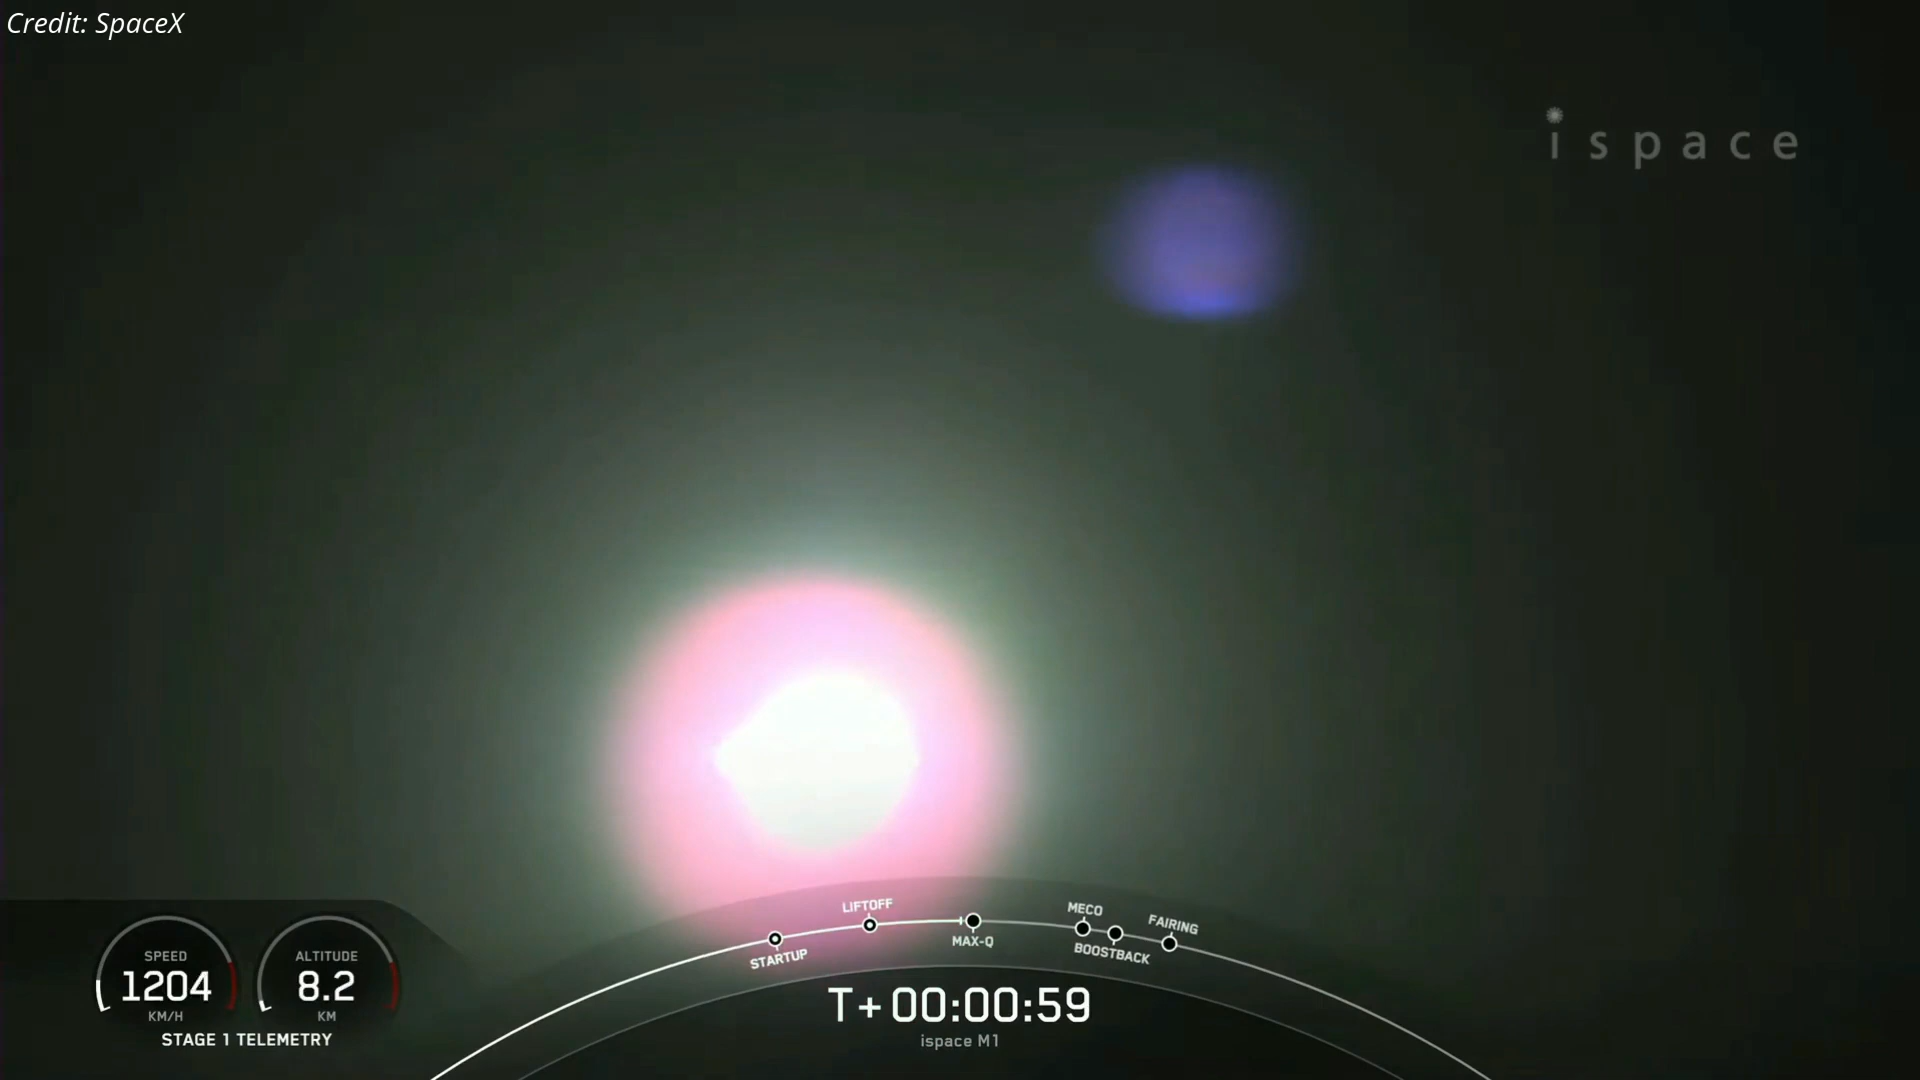 Credit: SpaceX
ispace
LIFTOFF
MECO
FAIRING
STARTUP
MAX-Q
BOOSTBACK
SPEED
1204
KM/H
ALTITUDE
8.2
KM
STAGE 1 TELEMETRY
T+00:00:59
ispace M1